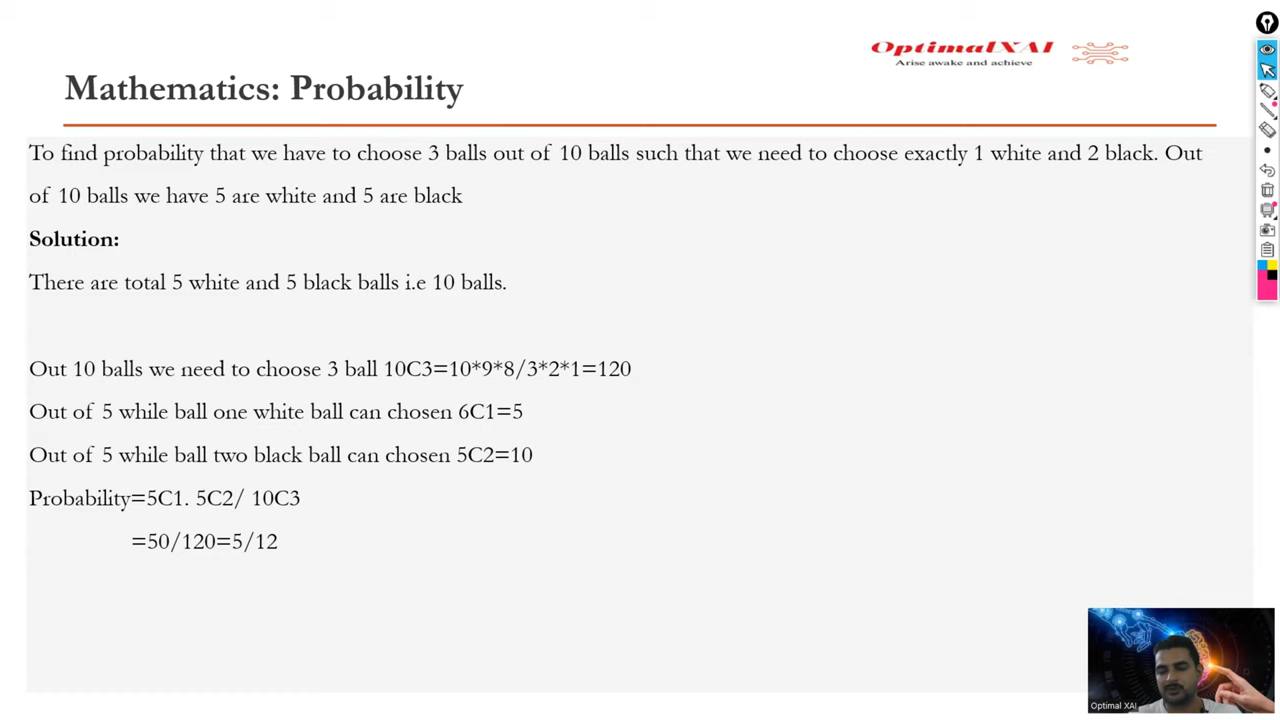 OptimalXAI
Arise awake and achieve
Mathematics: Probability
To find probability that we have to choose 3 balls out of 10 balls such that we need to choose exactly 1 white and 2 black. Out
of 10 balls we have 5 are white and 5 are black
Solution:
There are total 5 white and 5 black balls i.e 10 balls.
Out 10 balls we need to choose 3 ball 10C3=10*9*8/3*2*1=120
Out of 5 while ball one white ball can chosen 6C1=5
Out of 5 while ball two black ball can chosen 5C2=10
Probability=5C1. 5C2/ 10C3
=50/120=5/12
Optimal XAI